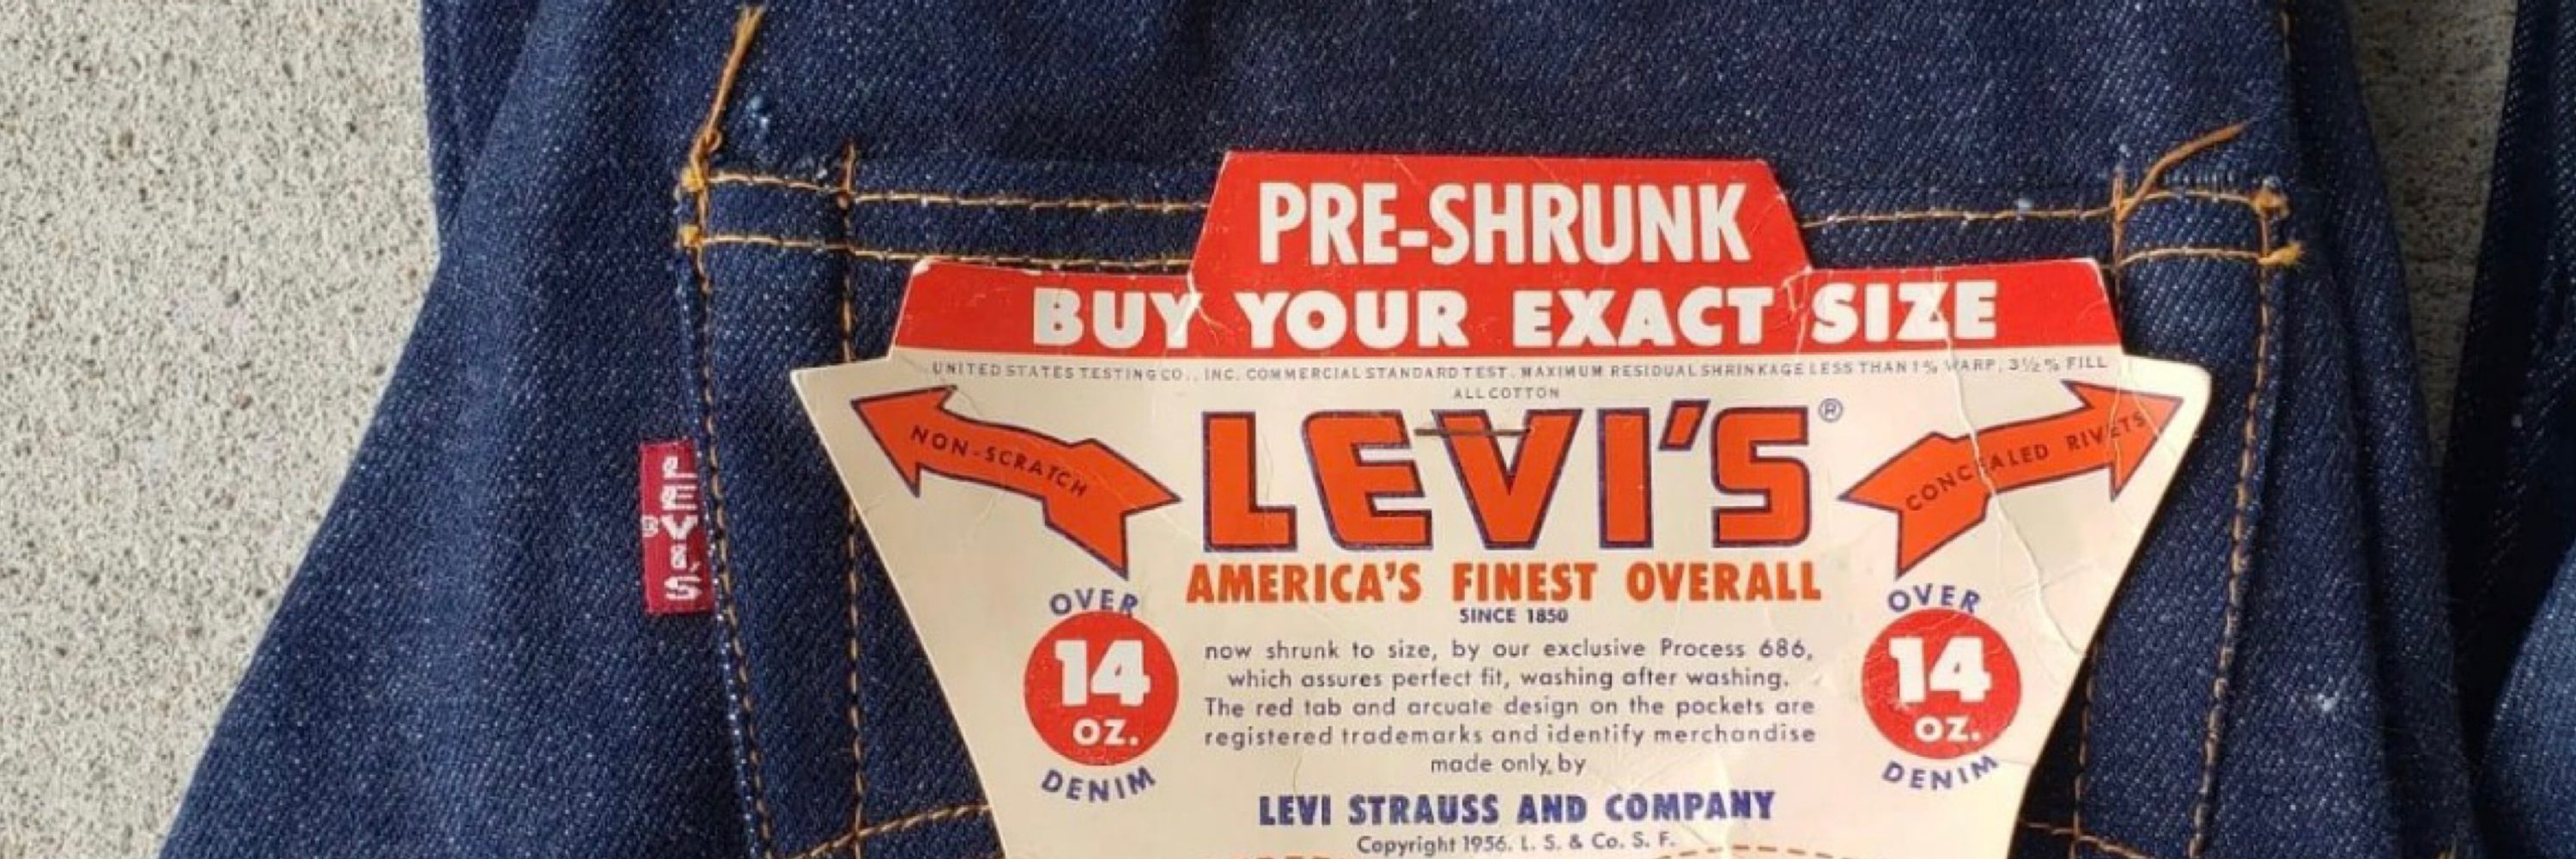 PRE-SHRUNK
BUY YOUR EXACT SIZE
UNITED STATES TESTING CO., INC. COMMERCIAL STANDARD TEST. MAXIMUM RESIDUAL SHRINKAGE LESS THAN 1% WARP, 3½% FILL
ALL COTTON
NON-SCRATCH
LEVI'S®
CONCEALED RIVETS
AMERICA'S FINEST OVERALL
SINCE 1850
OVER
14
OZ.
DENIM
now shrunk to size, by our exclusive Process 686,
which assures perfect fit, washing after washing.
The red tab and arcuate design on the pockets are
registered trademarks and identify merchandise
made only by
LEVI STRAUSS AND COMPANY
Copyright 1956. L. S. & Co. S. F.
OVER
14
OZ.
DENIM
LEVI'S
®